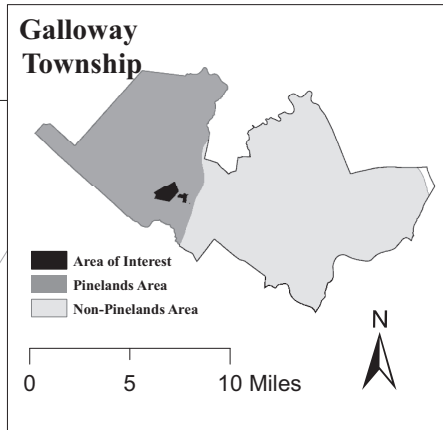 Galloway
Township
Area of Interest
Pinelands Area
Non-Pinelands Area
N
0 5 10 Miles